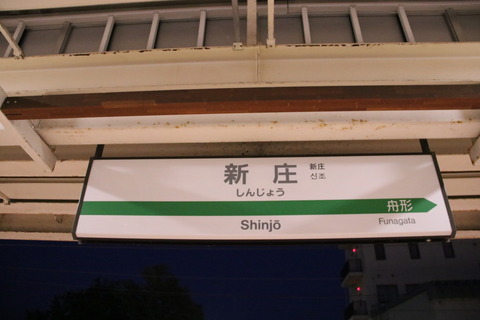 新庄
新庄
신조
しんじょう
舟形
Shinjō
Funagata